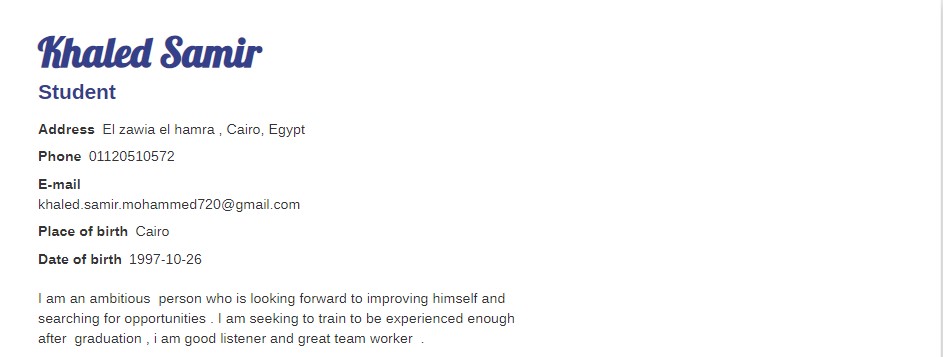 Khaled Samir
Student
Address El zawia el hamra , Cairo, Egypt
Phone 01120510572
E-mail
khaled.samir.mohammed720@gmail.com
Place of birth Cairo
Date of birth 1997-10-26
I am an ambitious person who is looking forward to improving himself and
searching for opportunities . I am seeking to train to be experienced enough
after graduation , i am good listener and great team worker .